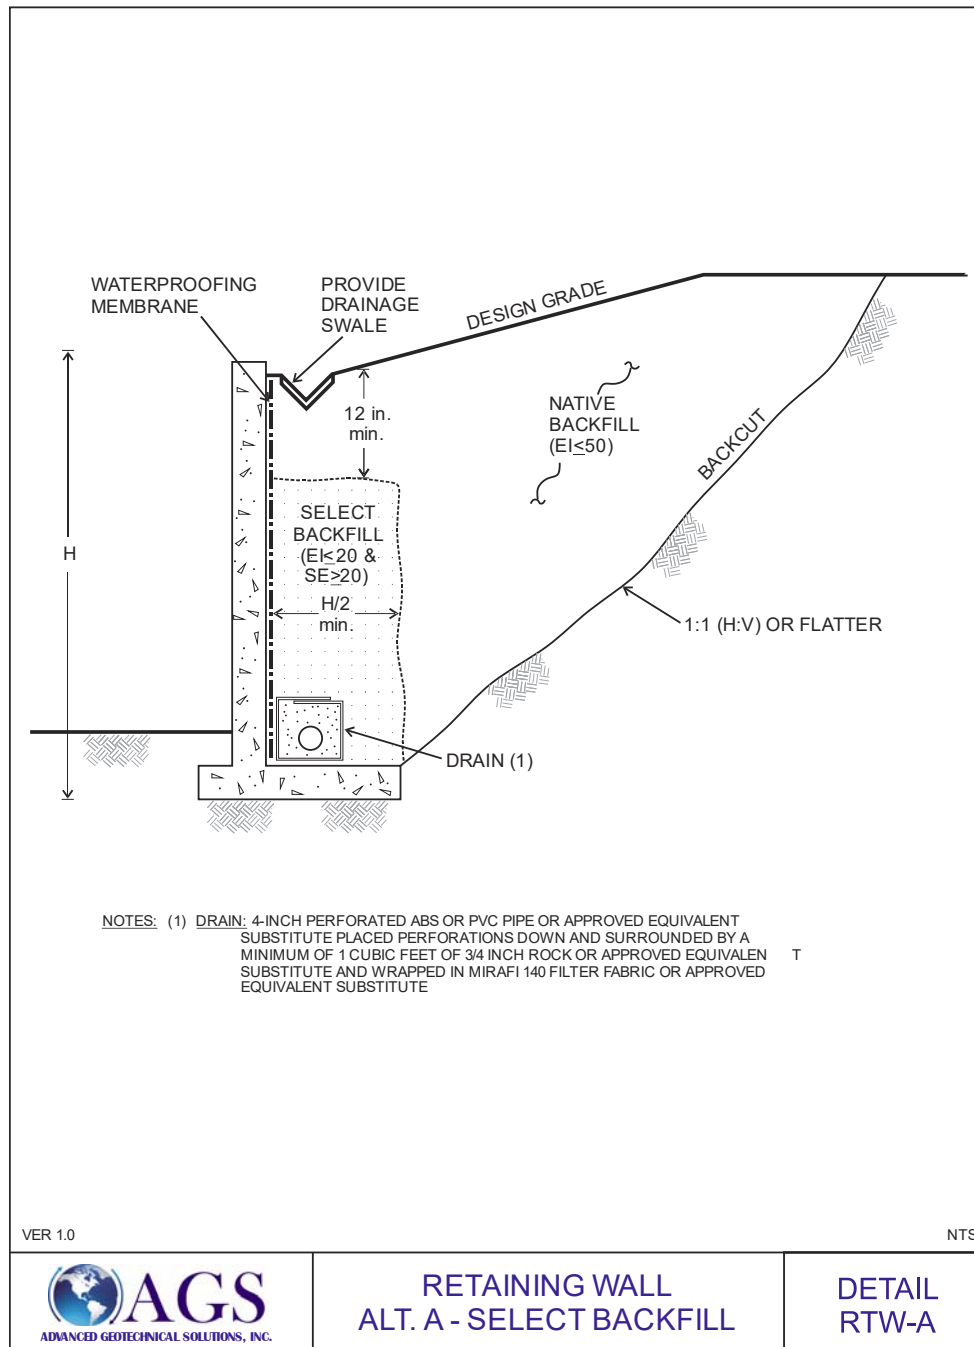 WATERPROOFING
MEMBRANE
PROVIDE
DRAINAGE
SWALE
DESIGN GRADE
12 in.
min.
NATIVE
BACKFILL
(EI≤50)
BACKCUT
SELECT
BACKFILL
(EI≤20 &
SE≥20)
H/2
min.
H
1:1 (H:V) OR FLATTER
DRAIN (1)
NOTES: (1) DRAIN: 4-INCH PERFORATED ABS OR PVC PIPE OR APPROVED EQUIVALENT
SUBSTITUTE PLACED PERFORATIONS DOWN AND SURROUNDED BY A
MINIMUM OF 1 CUBIC FEET OF 3/4 INCH ROCK OR APPROVED EQUIVALEN T
SUBSTITUTE AND WRAPPED IN MIRAFI 140 FILTER FABRIC OR APPROVED
EQUIVALENT SUBSTITUTE
VER 1.0
NTS
AGS
ADVANCED GEOTECHNICAL SOLUTIONS, INC.
RETAINING WALL
ALT. A - SELECT BACKFILL
DETAIL
RTW-A